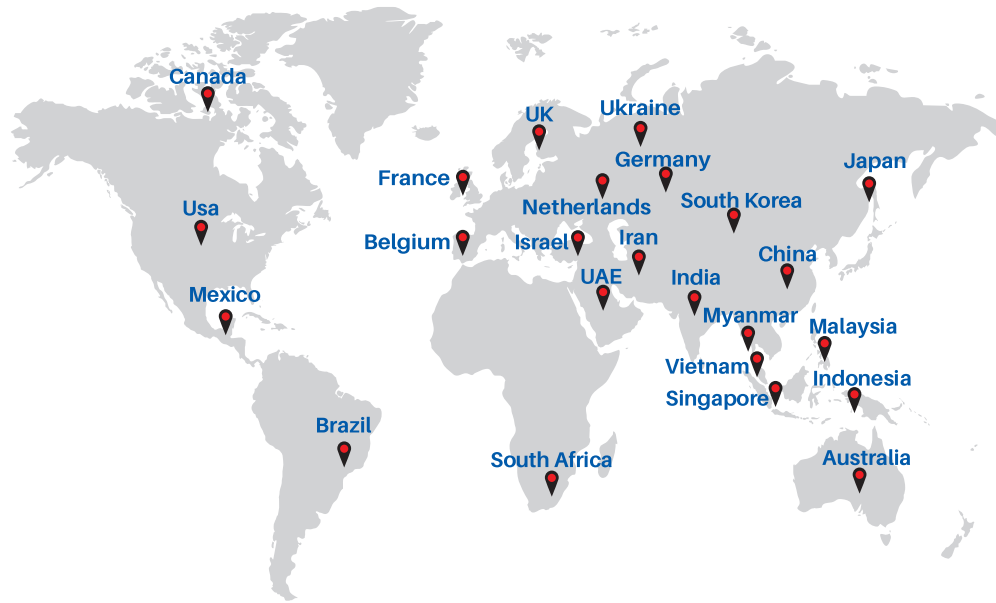 Canada
Ukraine
UK
Germany
Japan
France
South Korea
Usa
Netherlands
Iran
Belgium
Israel
China
UAE
India
Mexico
Myanmar
Malaysia
Vietnam
Indonesia
Singapore
Brazil
Australia
South Africa